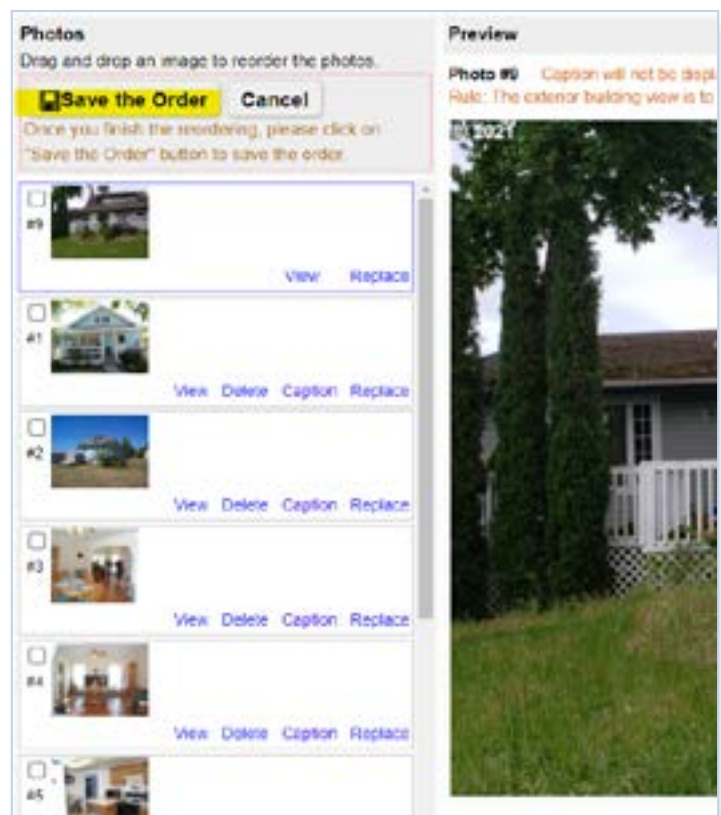 Photos
Drag and drop an image to reorder the photos.
Save the Order Cancel
Once you finish the reordering, please click on
"Save the Order" button to save the order.
#9
View Replace
#1
View Delete Caption Replace
#2
View Delete Caption Replace
#3
View Delete Caption Replace
#4
View Delete Caption Replace
#5
Preview
Photo #9 Caption will not be displ
Rule: The exterior building view is to
© 2021